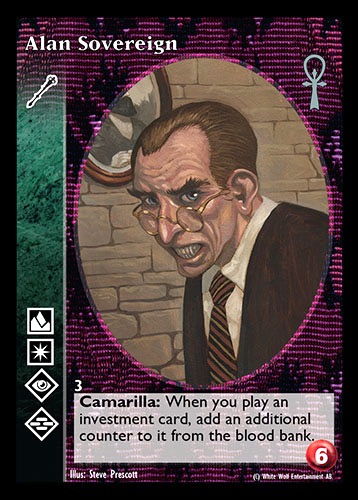 Alan Sovereign
3
Camarilla: When you play an
investment card, add an additional
counter to it from the blood bank.
6
Illus: Steve Prescott
(C) White Wolf Entertainment AB.